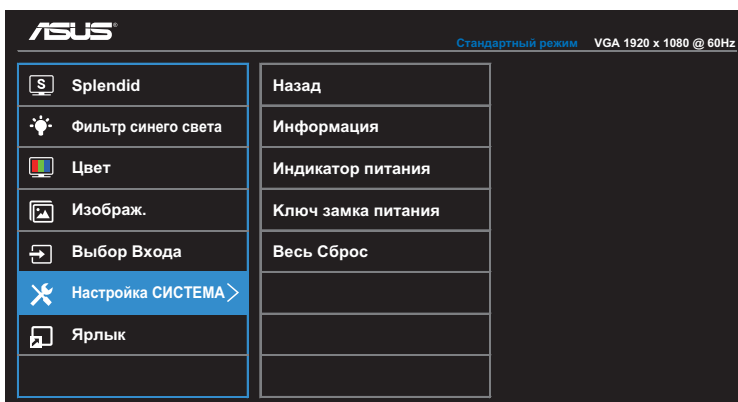 ASUS®
Стандартный режим VGA 1920 x 1080 @ 60Hz
S Splendid
Назад
Фильтр синего света
Информация
Цвет
Индикатор питания
Изображ.
Ключ замка питания
Выбор Входа
Весь Сброс
Настройка СИСТЕМА
Ярлык